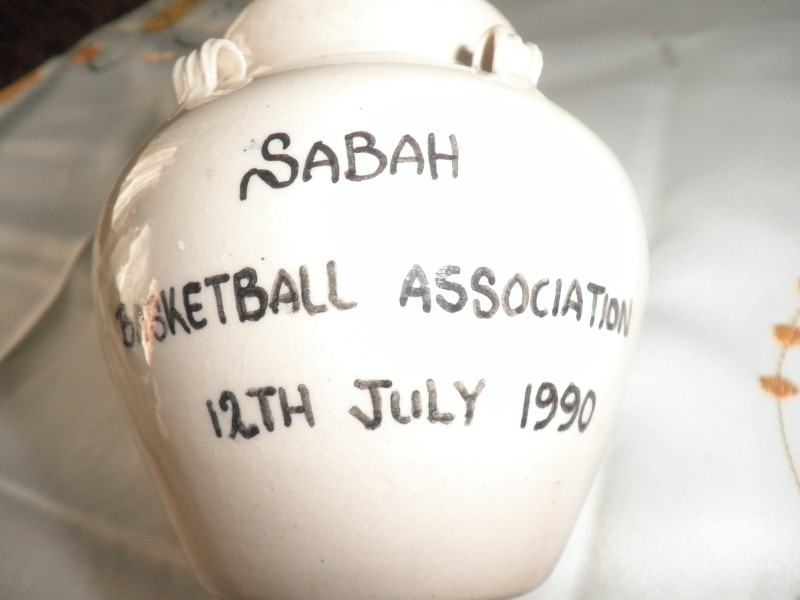 SABAH
BASKETBALL ASSOCIATION
12TH JULY 1990